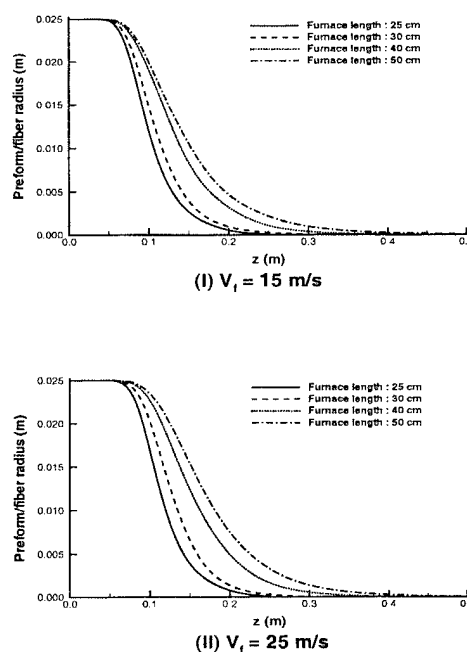 0.025
0.020
0.015
0.010
0.005
0.000
Preform/fiber radius (m)
Furnace length : 25 cm
Furnace length : 30 cm
Furnace length : 40 cm
Furnace length : 50 cm
0.0 0.1 0.2 0.3 0.4
z (m)
(I) V_f = 15 m/s
0.025
0.020
0.015
0.010
0.005
0.000
Preform/fiber radius (m)
Furnace length : 25 cm
Furnace length : 30 cm
Furnace length : 40 cm
Furnace length : 50 cm
0.0 0.1 0.2 0.3 0.4
z (m)
(II) V_f = 25 m/s